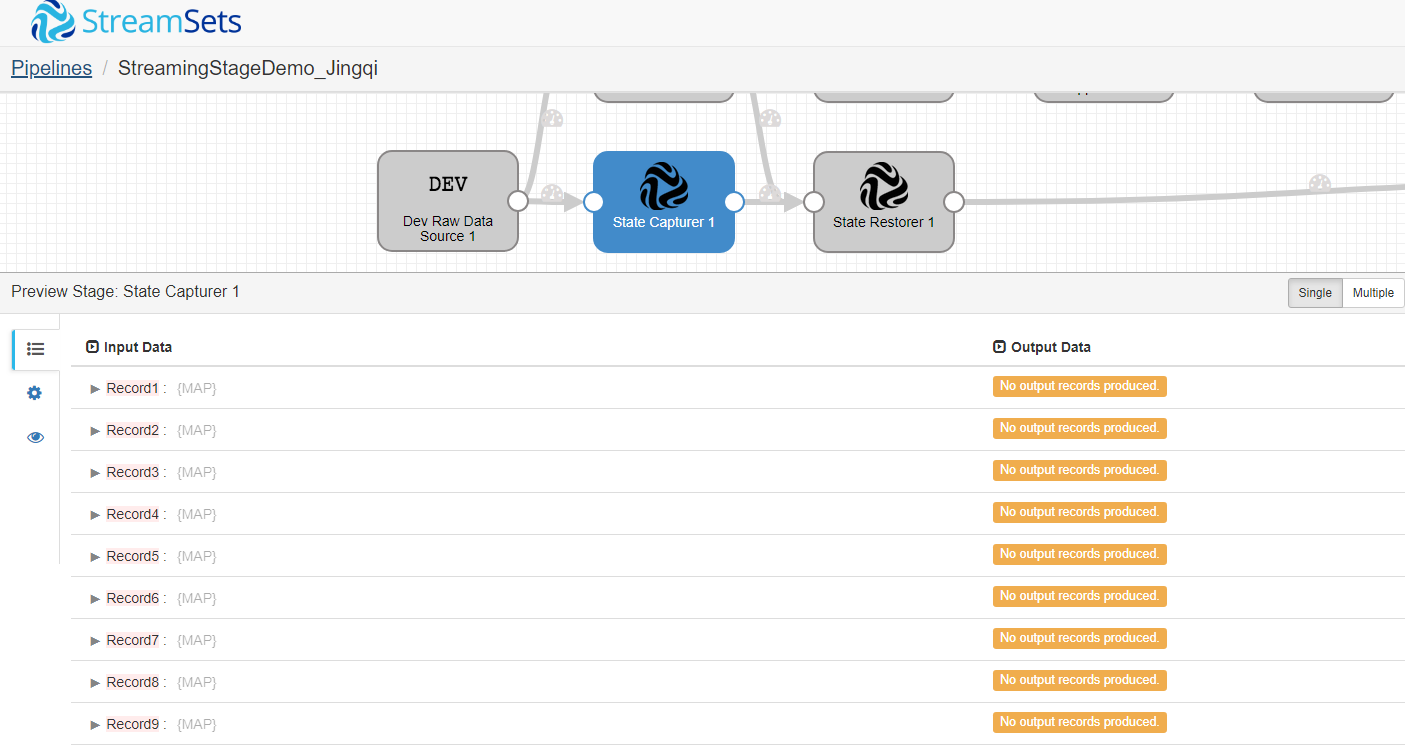 StreamSets
Pipelines / StreamingStageDemo_Jingqi
DEV
Dev Raw Data
Source 1
State Capturer 1
State Restorer 1
Preview Stage: State Capturer 1
Single Multiple
Input Data Output Data
Record1 : {MAP} No output records produced.
Record2 : {MAP} No output records produced.
Record3 : {MAP} No output records produced.
Record4 : {MAP} No output records produced.
Record5 : {MAP} No output records produced.
Record6 : {MAP} No output records produced.
Record7 : {MAP} No output records produced.
Record8 : {MAP} No output records produced.
Record9 : {MAP} No output records produced.